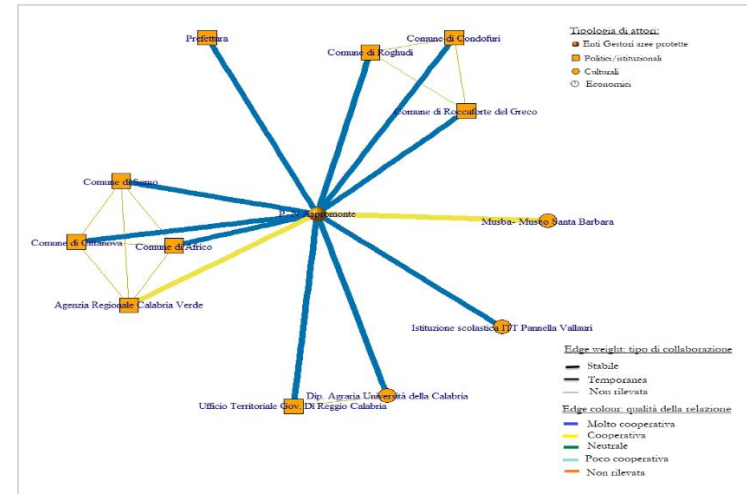 Prefettura
Comune di Condofuri
Comune di Roghudi
Comune di Roccaforte del Greco
Tipologia di attori:
Enti Gestori aree protette
Politici/istituzionali
Culturali
Economici
Comune di
P. N. Aspromonte
Musba- Museo Santa Barbara
Comune di Cittanova
Comune di Africo
Agenzia Regionale Calabria Verde
Istituzione scolastica ITT Pannella Vallauri
Dip. Agraria Università della Calabria
Ufficio Territoriale Gov. Di Reggio Calabria
Edge weight: tipo di collaborazione
Stabile
Temporanea
Non rilevata
Edge colour: qualità della relazione
Molto cooperativa
Cooperativa
Neutrale
Poco cooperativa
Non rilevata